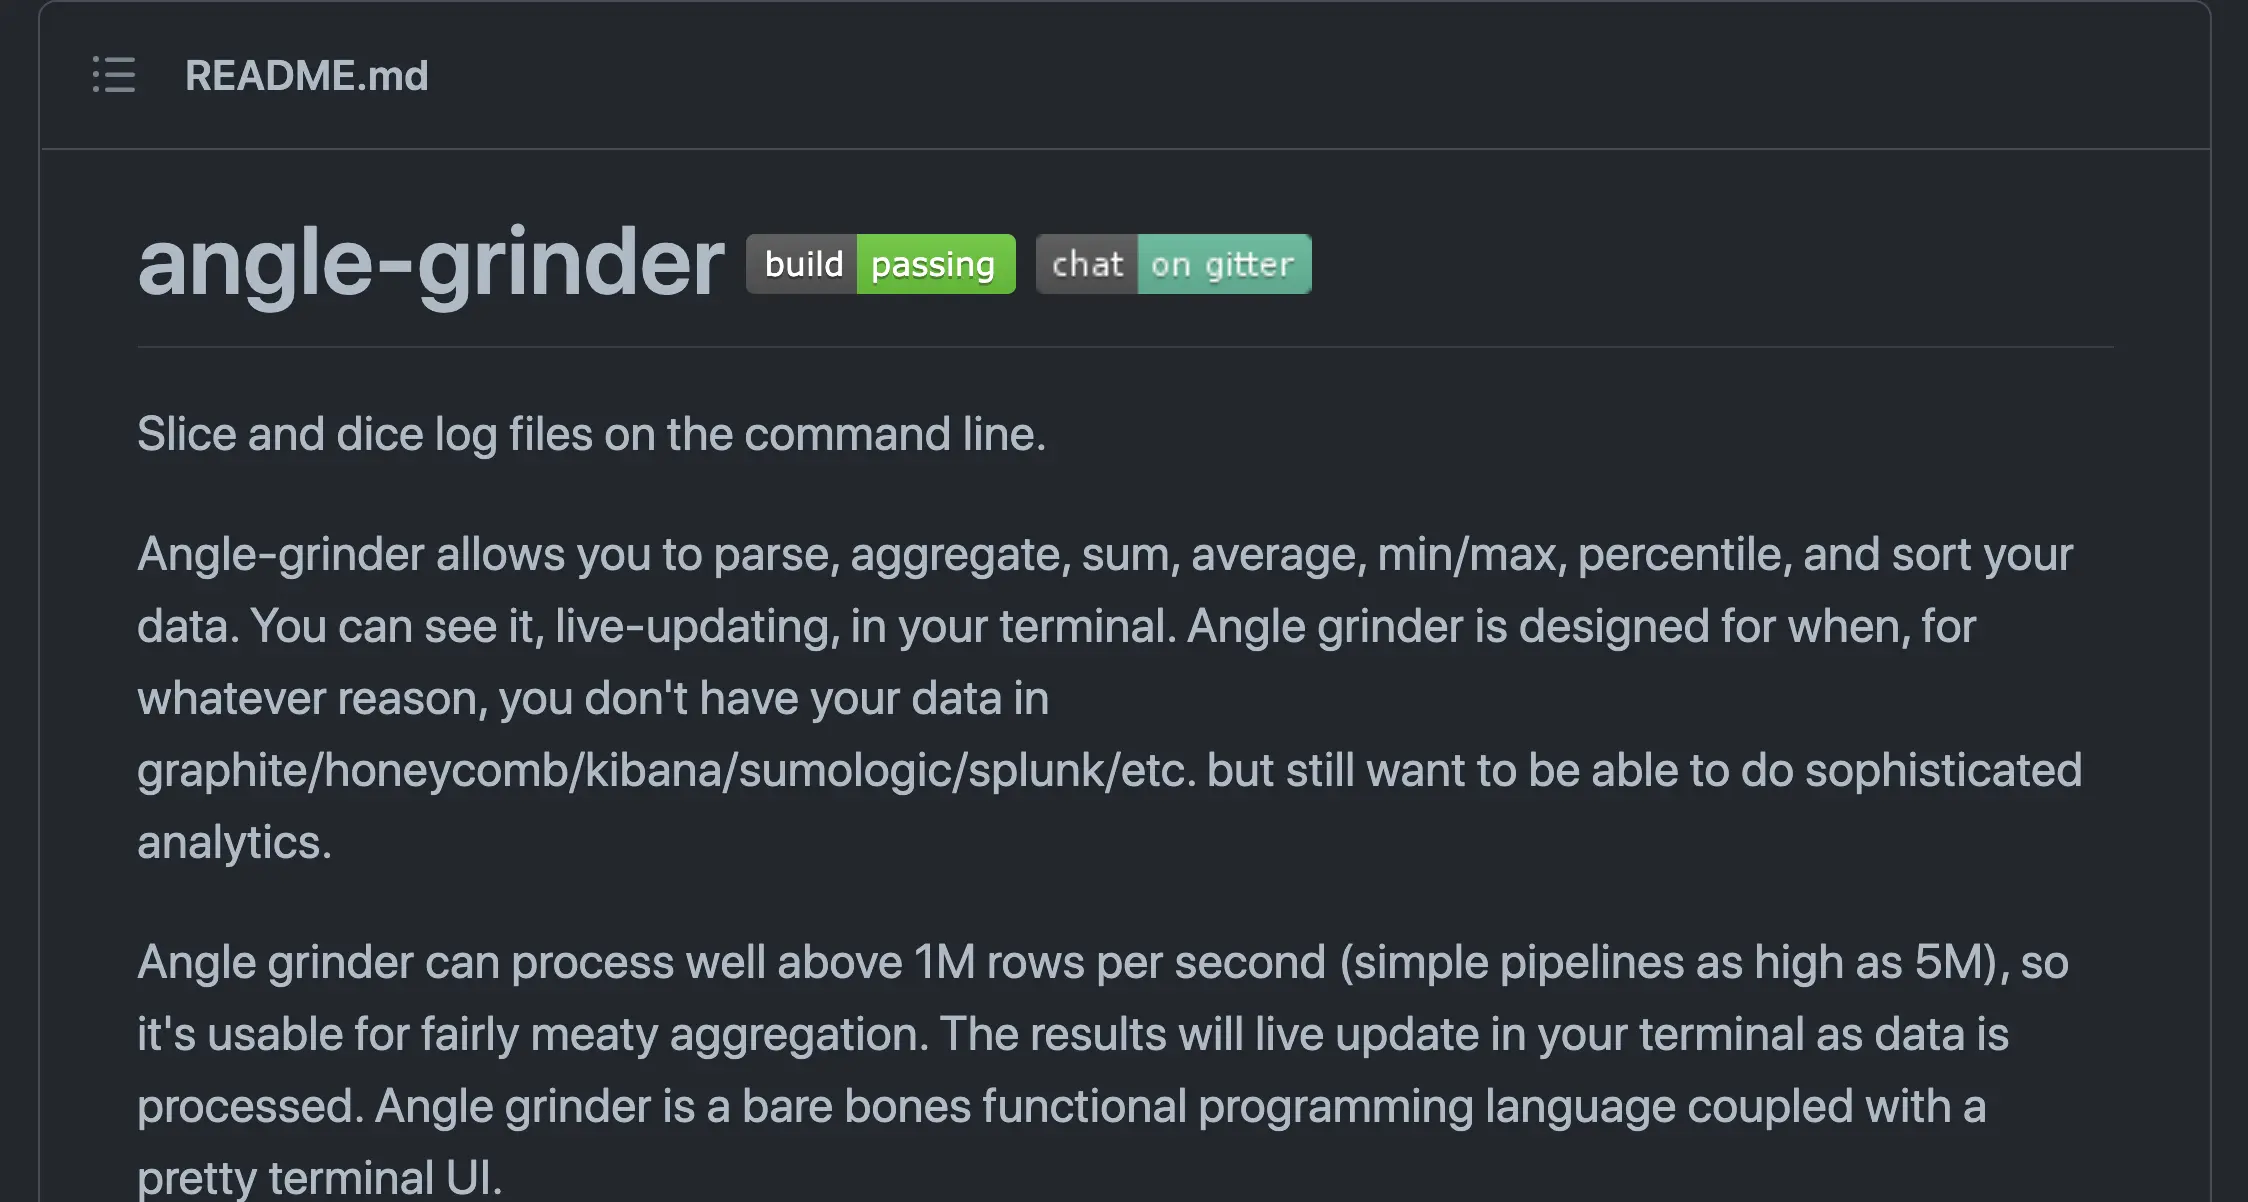 README.md
angle-grinder build passing chat on gitter
Slice and dice log files on the command line.
Angle-grinder allows you to parse, aggregate, sum, average, min/max, percentile, and sort your
data. You can see it, live-updating, in your terminal. Angle grinder is designed for when, for
whatever reason, you don't have your data in
graphite/honeycomb/kibana/sumologic/splunk/etc. but still want to be able to do sophisticated
analytics.
Angle grinder can process well above 1M rows per second (simple pipelines as high as 5M), so
it's usable for fairly meaty aggregation. The results will live update in your terminal as data is
processed. Angle grinder is a bare bones functional programming language coupled with a
pretty terminal UI.